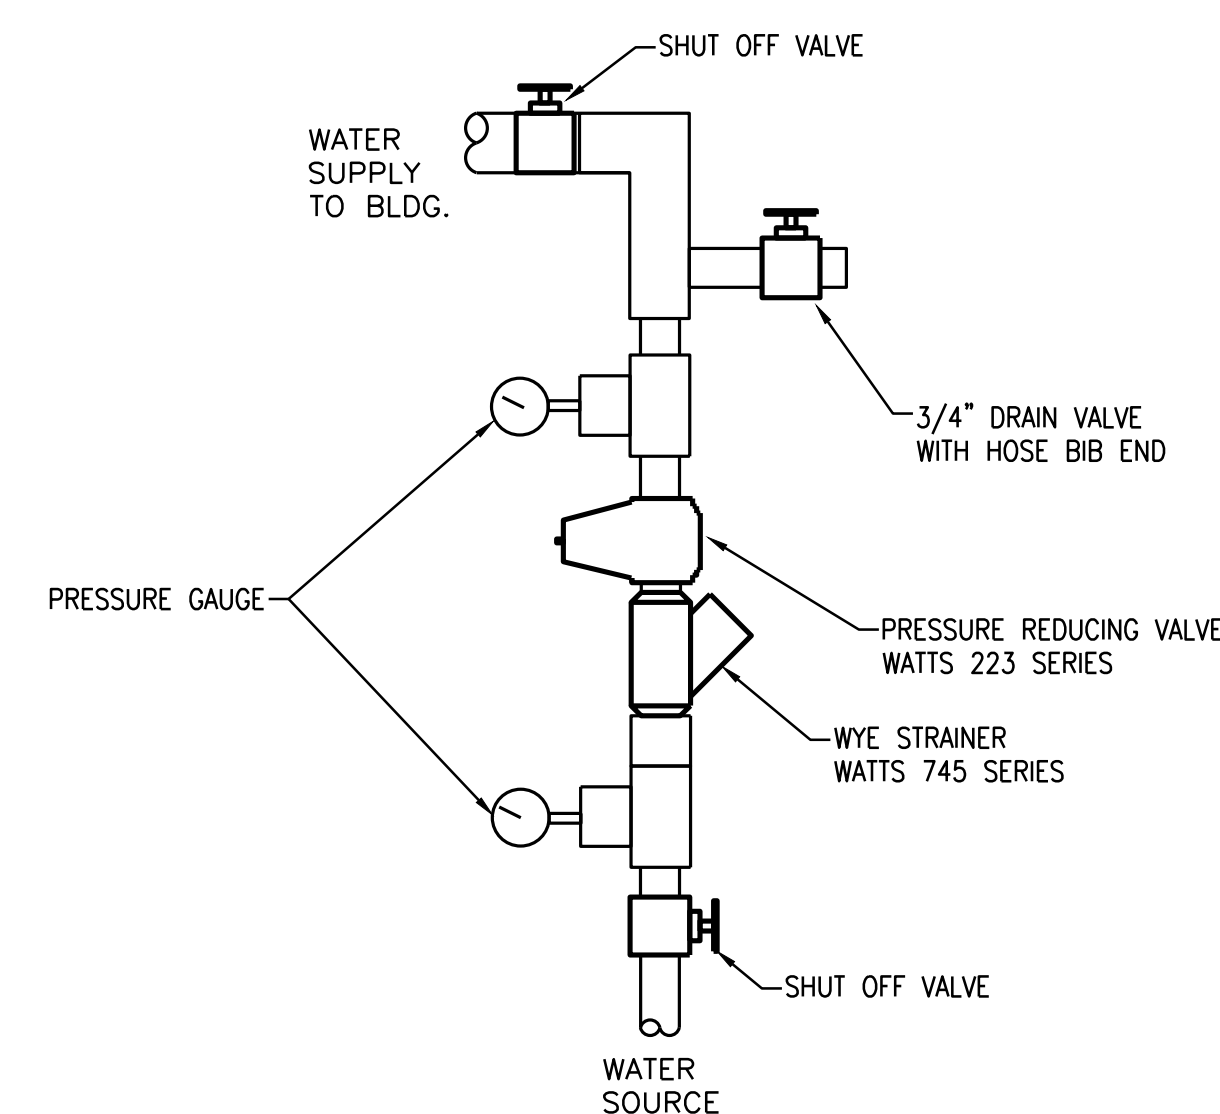 SHUT OFF VALVE
WATER
SUPPLY
TO BLDG.
3/4" DRAIN VALVE
WITH HOSE BIB END
PRESSURE GAUGE
PRESSURE REDUCING VALVE
WATTS 223 SERIES
WYE STRAINER
WATTS 745 SERIES
SHUT OFF VALVE
WATER
SOURCE